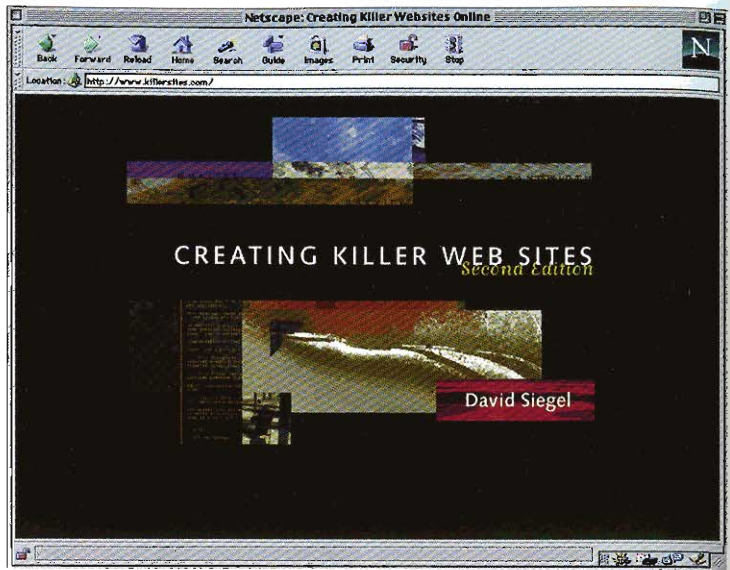 Netscape: Creating Killer Websites Online
Back Forward Reload Home Search Guide Images Print Security Stop
N
Location: http://www.killersites.com/
CREATING KILLER WEB SITES
Second Edition
David Siegel